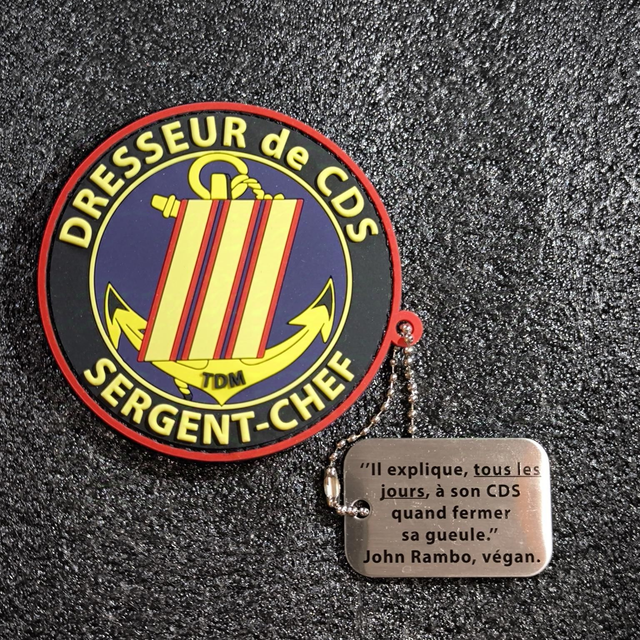 DRESSEUR de CDS
TDM
SERGENT-CHEF
‘’Il explique, tous les
jours, à son CDS
quand fermer
sa gueule.”
John Rambo, végan.